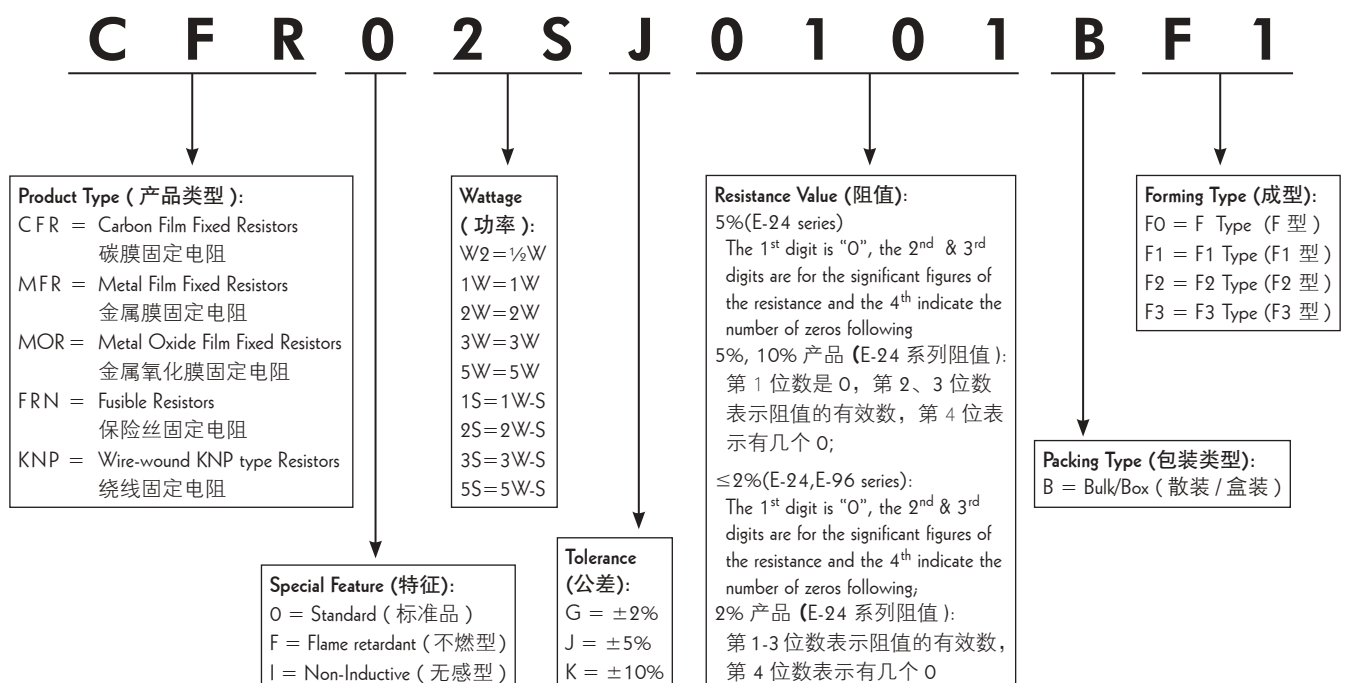 C F R 0 2 S J 0 1 0 1 B F 1
Product Type ( 产品类型 ):
CFR = Carbon Film Fixed Resistors
碳膜固定电阻
MFR = Metal Film Fixed Resistors
金属膜固定电阻
MOR = Metal Oxide Film Fixed Resistors
金属氧化膜固定电阻
FRN = Fusible Resistors
保险丝固定电阻
KNP = Wire-wound KNP type Resistors
绕线固定电阻
Special Feature (特征):
0 = Standard ( 标准品 )
F = Flame retardant ( 不燃型 )
I = Non-Inductive ( 无感型 )
Wattage
( 功率 ):
W2=½W
1W=1W
2W=2W
3W=3W
5W=5W
1S=1W-S
2S=2W-S
3S=3W-S
5S=5W-S
Tolerance
(公差):
G = ±2%
J = ±5%
K = ±10%
Resistance Value (阻值):
5%(E-24 series)
The 1st digit is “0”, the 2nd & 3rd
digits are for the significant figures of
the resistance and the 4th indicate the
number of zeros following
5%, 10% 产品 (E-24 系列阻值 ):
第 1 位数是 0，第 2、3 位数
表示阻值的有效数，第 4 位表
示有几个 0;
≤2%(E-24,E-96 series):
The 1st digit is “0”, the 2nd & 3rd
digits are for the significant figures of
the resistance and the 4th indicate the
number of zeros following;
2% 产品 (E-24 系列阻值 ):
第 1-3 位数表示阻值的有效数，
第 4 位数表示有几个 0
Packing Type (包装类型):
B = Bulk/Box ( 散装 / 盒装 )
Forming Type (成型):
F0 = F Type (F 型 )
F1 = F1 Type (F1 型 )
F2 = F2 Type (F2 型 )
F3 = F3 Type (F3 型 )